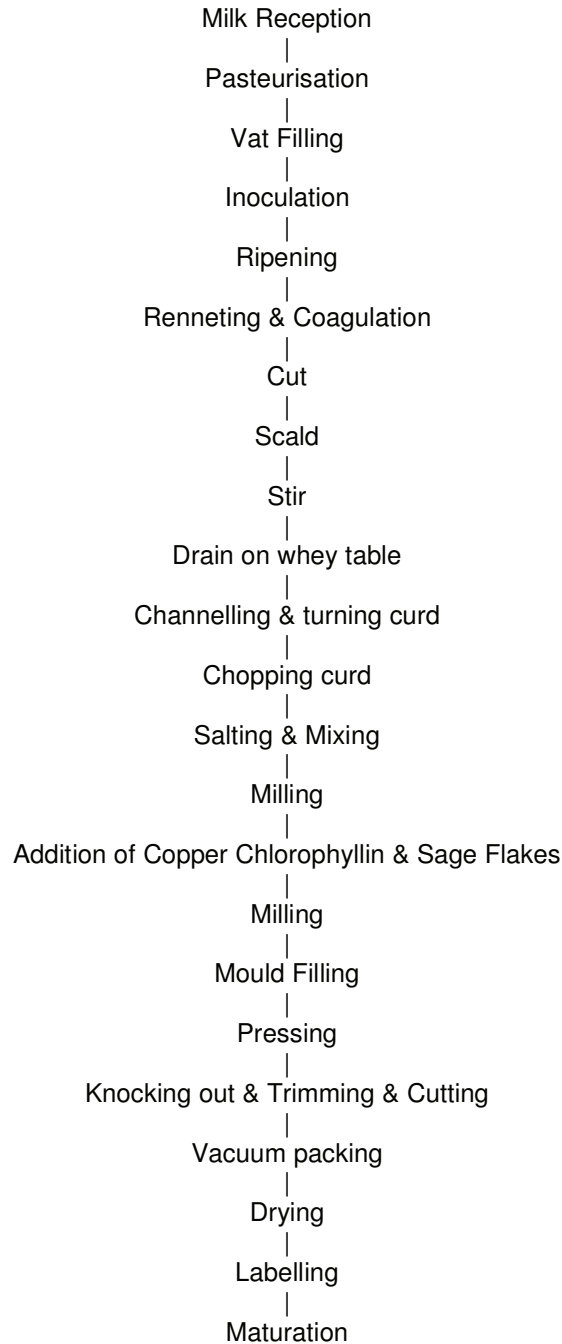 Milk Reception
Pasteurisation
Vat Filling
Inoculation
Ripening
Renneting & Coagulation
Cut
Scald
Stir
Drain on whey table
Channelling & turning curd
Chopping curd
Salting & Mixing
Milling
Addition of Copper Chlorophyllin & Sage Flakes
Milling
Mould Filling
Pressing
Knocking out & Trimming & Cutting
Vacuum packing
Drying
Labelling
Maturation